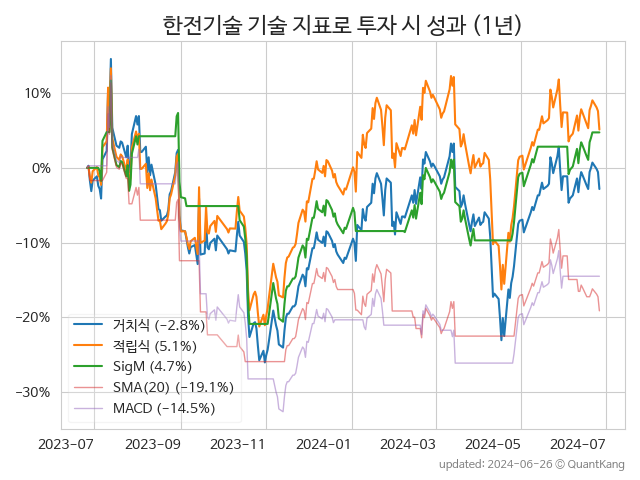 한전기술 기술 지표로 투자 시 성과 (1년)
10%
0%
−10%
−20%
−30%
거치식 (−2.8%)
적립식 (5.1%)
SigM (4.7%)
SMA(20) (−19.1%)
MACD (−14.5%)
2023-07 2023-09 2023-11 2024-01 2024-03 2024-05 2024-07
updated: 2024-06-26 © QuantKang